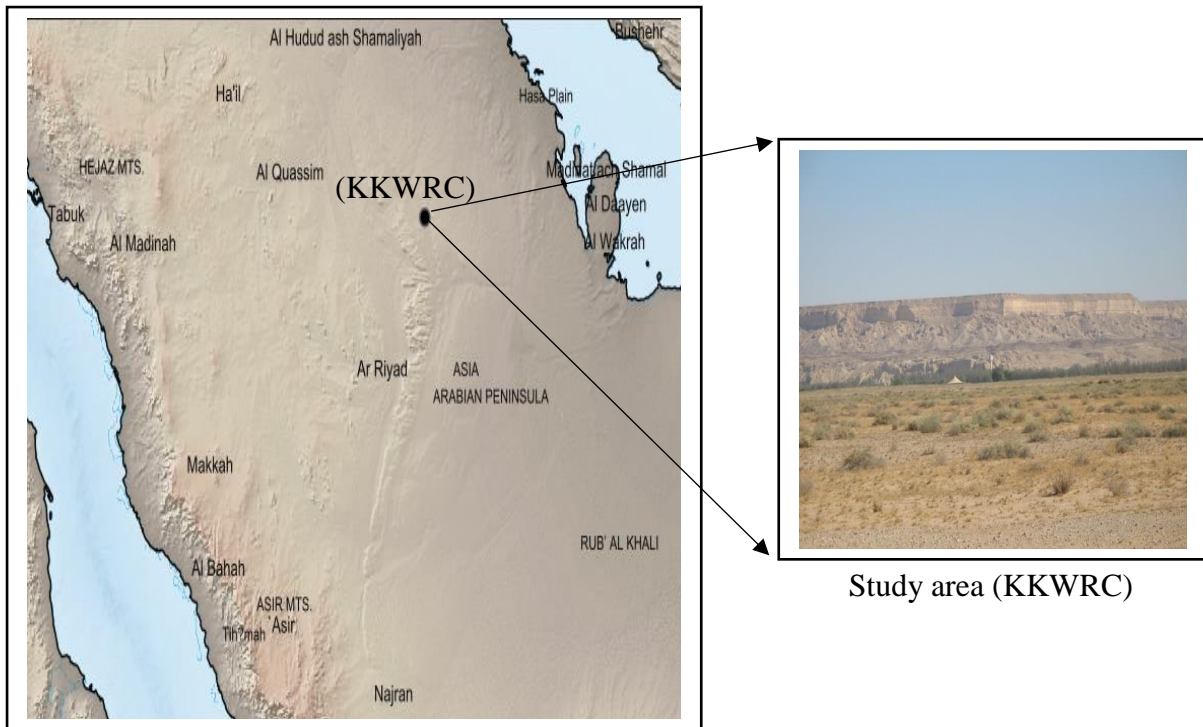 Al Hudud ash Shamaliyah
Bushehr
Ha'il
Hasa Plain
HEJAZ MTS.
Al Quassim
Madinat ach Shamal
(KKWRC)
Tabuk
Al Daayen
Al Madinah
Al Wakrah
Ar Riyad
ASIA
ARABIAN PENINSULA
Makkah
RUB' AL KHALI
Al Bahah
Study area (KKWRC)
ASIR MTS.
`Asir
Tih?mah
Najran